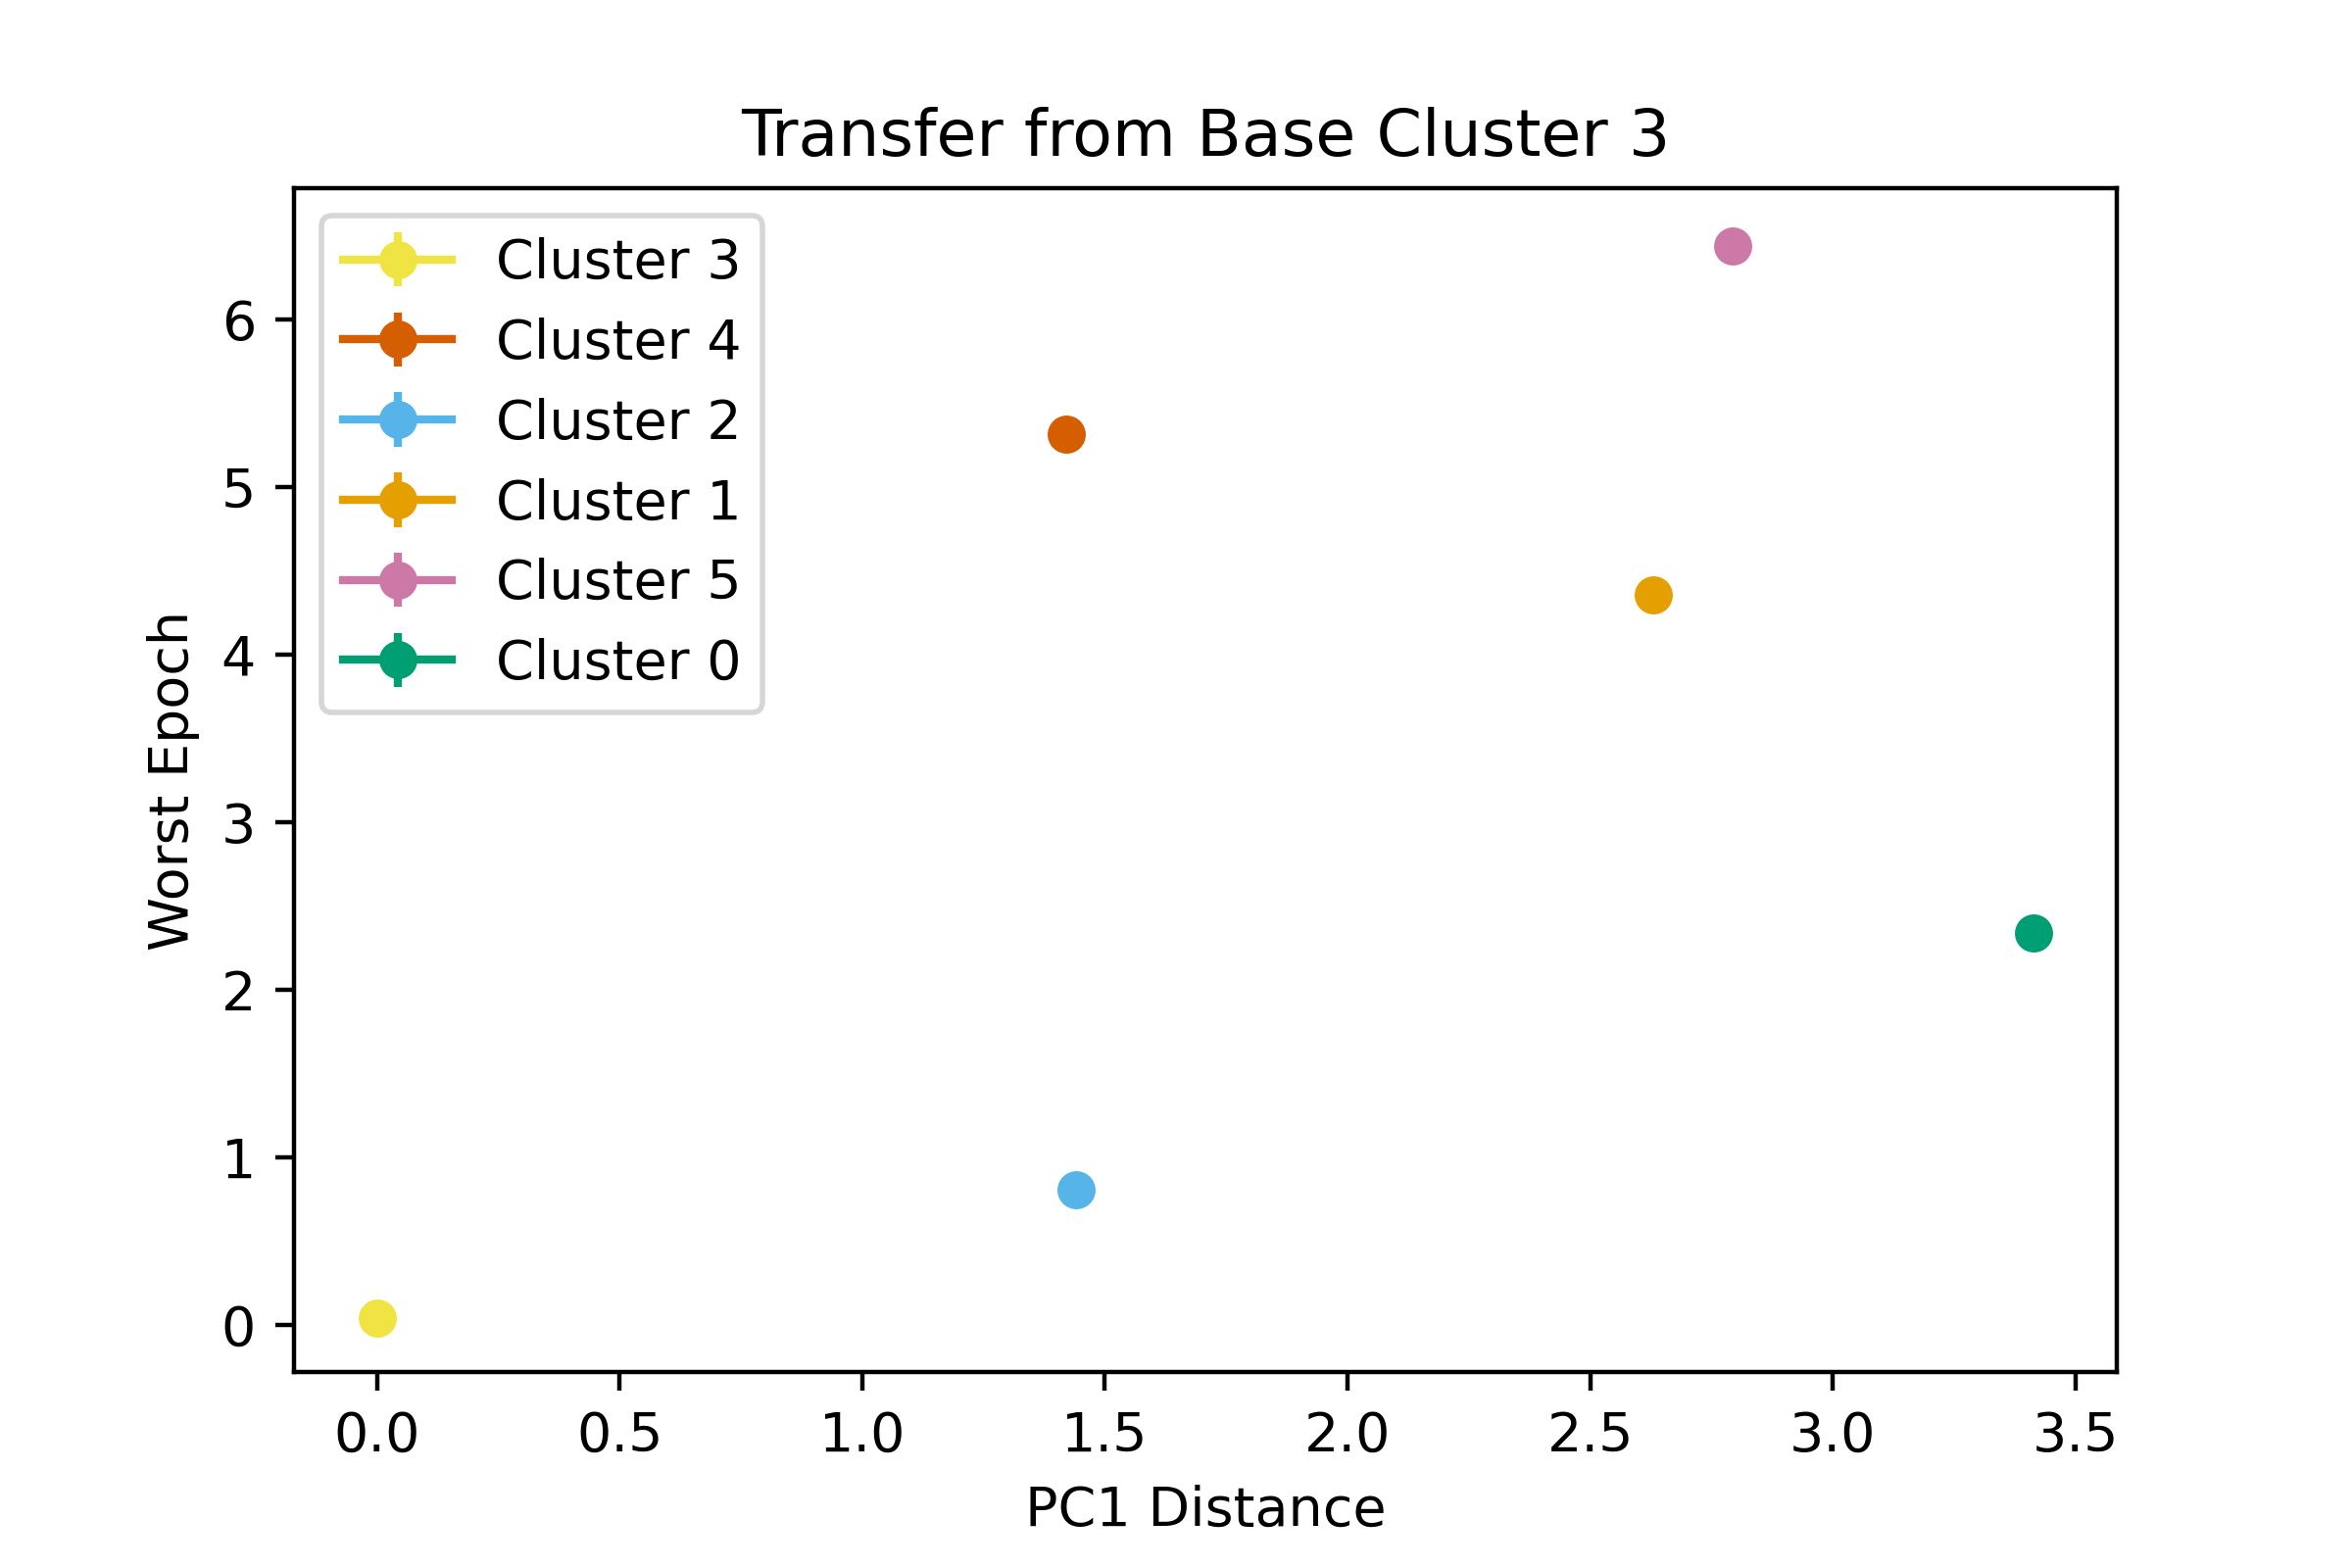 Transfer from Base Cluster 3
Cluster 3
Cluster 4
Cluster 2
Cluster 1
Cluster 5
Cluster 0
Worst Epoch
6
5
4
3
2
1
0
0.0 0.5 1.0 1.5 2.0 2.5 3.0 3.5
PC1 Distance